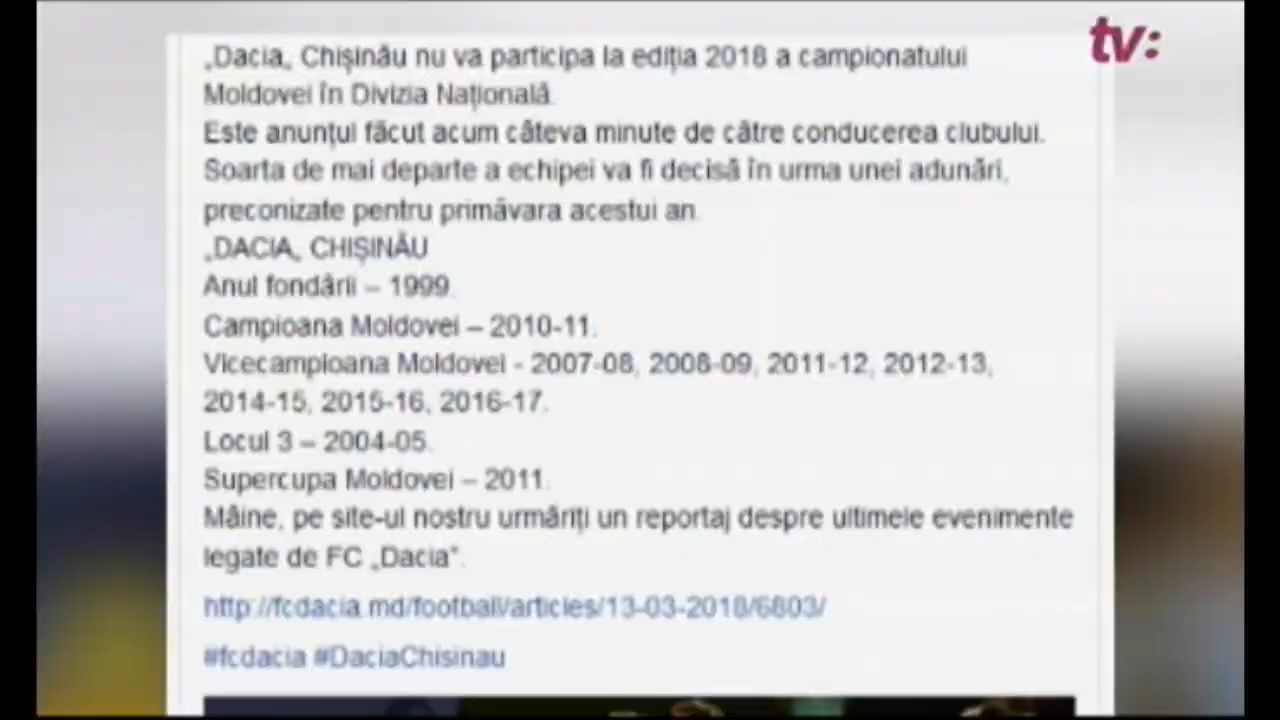 tv:
„Dacia„ Chișinău nu va participa la ediția 2018 a campionatului
Moldovei în Divizia Națională.
Este anunțul făcut acum câteva minute de către conducerea clubului.
Soarta de mai departe a echipei va fi decisă în urma unei adunări,
preconizate pentru primăvara acestui an.
„DACIA„ CHIȘINĂU
Anul fondării – 1999.
Campioana Moldovei – 2010-11.
Vicecampioana Moldovei - 2007-08, 2008-09, 2011-12, 2012-13,
2014-15, 2015-16, 2016-17.
Locul 3 – 2004-05.
Supercupa Moldovei – 2011.
Mâine, pe site-ul nostru urmăriți un reportaj despre ultimele evenimente
legate de FC „Dacia”.
http://fcdacia.md/football/articles/13-03-2018/6803/
#fcdacia #DaciaChisinau